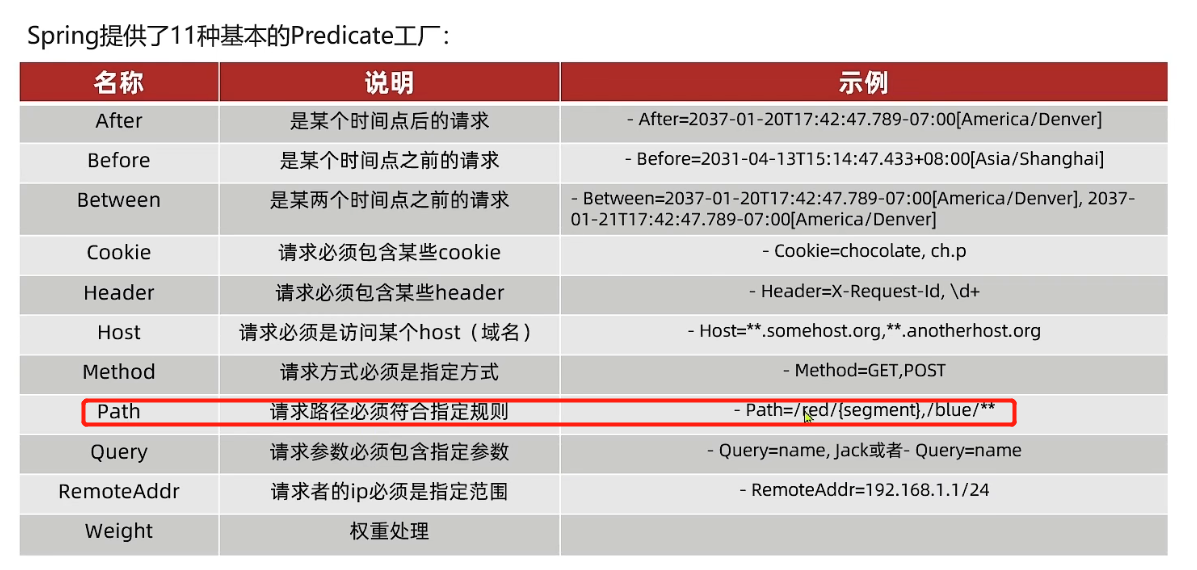 Spring提供了11种基本的Predicate工厂：
名称 说明 示例
After 是某个时间点后的请求 - After=2037-01-20T17:42:47.789-07:00[America/Denver]
Before 是某个时间点之前的请求 - Before=2031-04-13T15:14:47.433+08:00[Asia/Shanghai]
Between 是某两个时间点之前的请求 - Between=2037-01-20T17:42:47.789-07:00[America/Denver], 2037-
01-21T17:42:47.789-07:00[America/Denver]
Cookie 请求必须包含某些cookie - Cookie=chocolate, ch.p
Header 请求必须包含某些header - Header=X-Request-Id, \d+
Host 请求必须是访问某个host（域名） - Host=**.somehost.org,**.anotherhost.org
Method 请求方式必须是指定方式 - Method=GET,POST
Path 请求路径必须符合指定规则 - Path=/red/{segment},/blue/**
Query 请求参数必须包含指定参数 - Query=name, Jack或者- Query=name
RemoteAddr 请求者的ip必须是指定范围 - RemoteAddr=192.168.1.1/24
Weight 权重处理